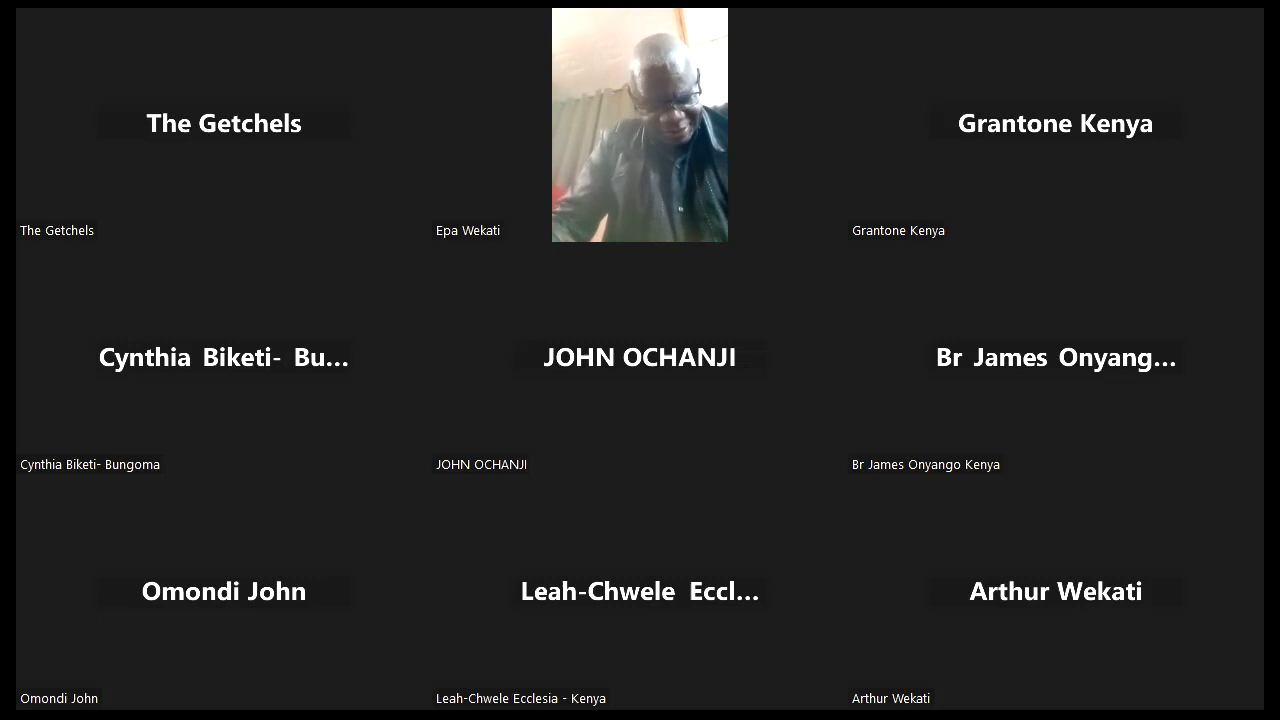 The Getchels
Grantone Kenya
The Getchels
Epa Wekati
Grantone Kenya
Cynthia Biketi- Bu...
JOHN OCHANJI
Br James Onyang...
Cynthia Biketi- Bungoma
JOHN OCHANJI
Br James Onyango Kenya
Omondi John
Leah-Chwele Eccl...
Arthur Wekati
Omondi John
Leah-Chwele Ecclesia - Kenya
Arthur Wekati